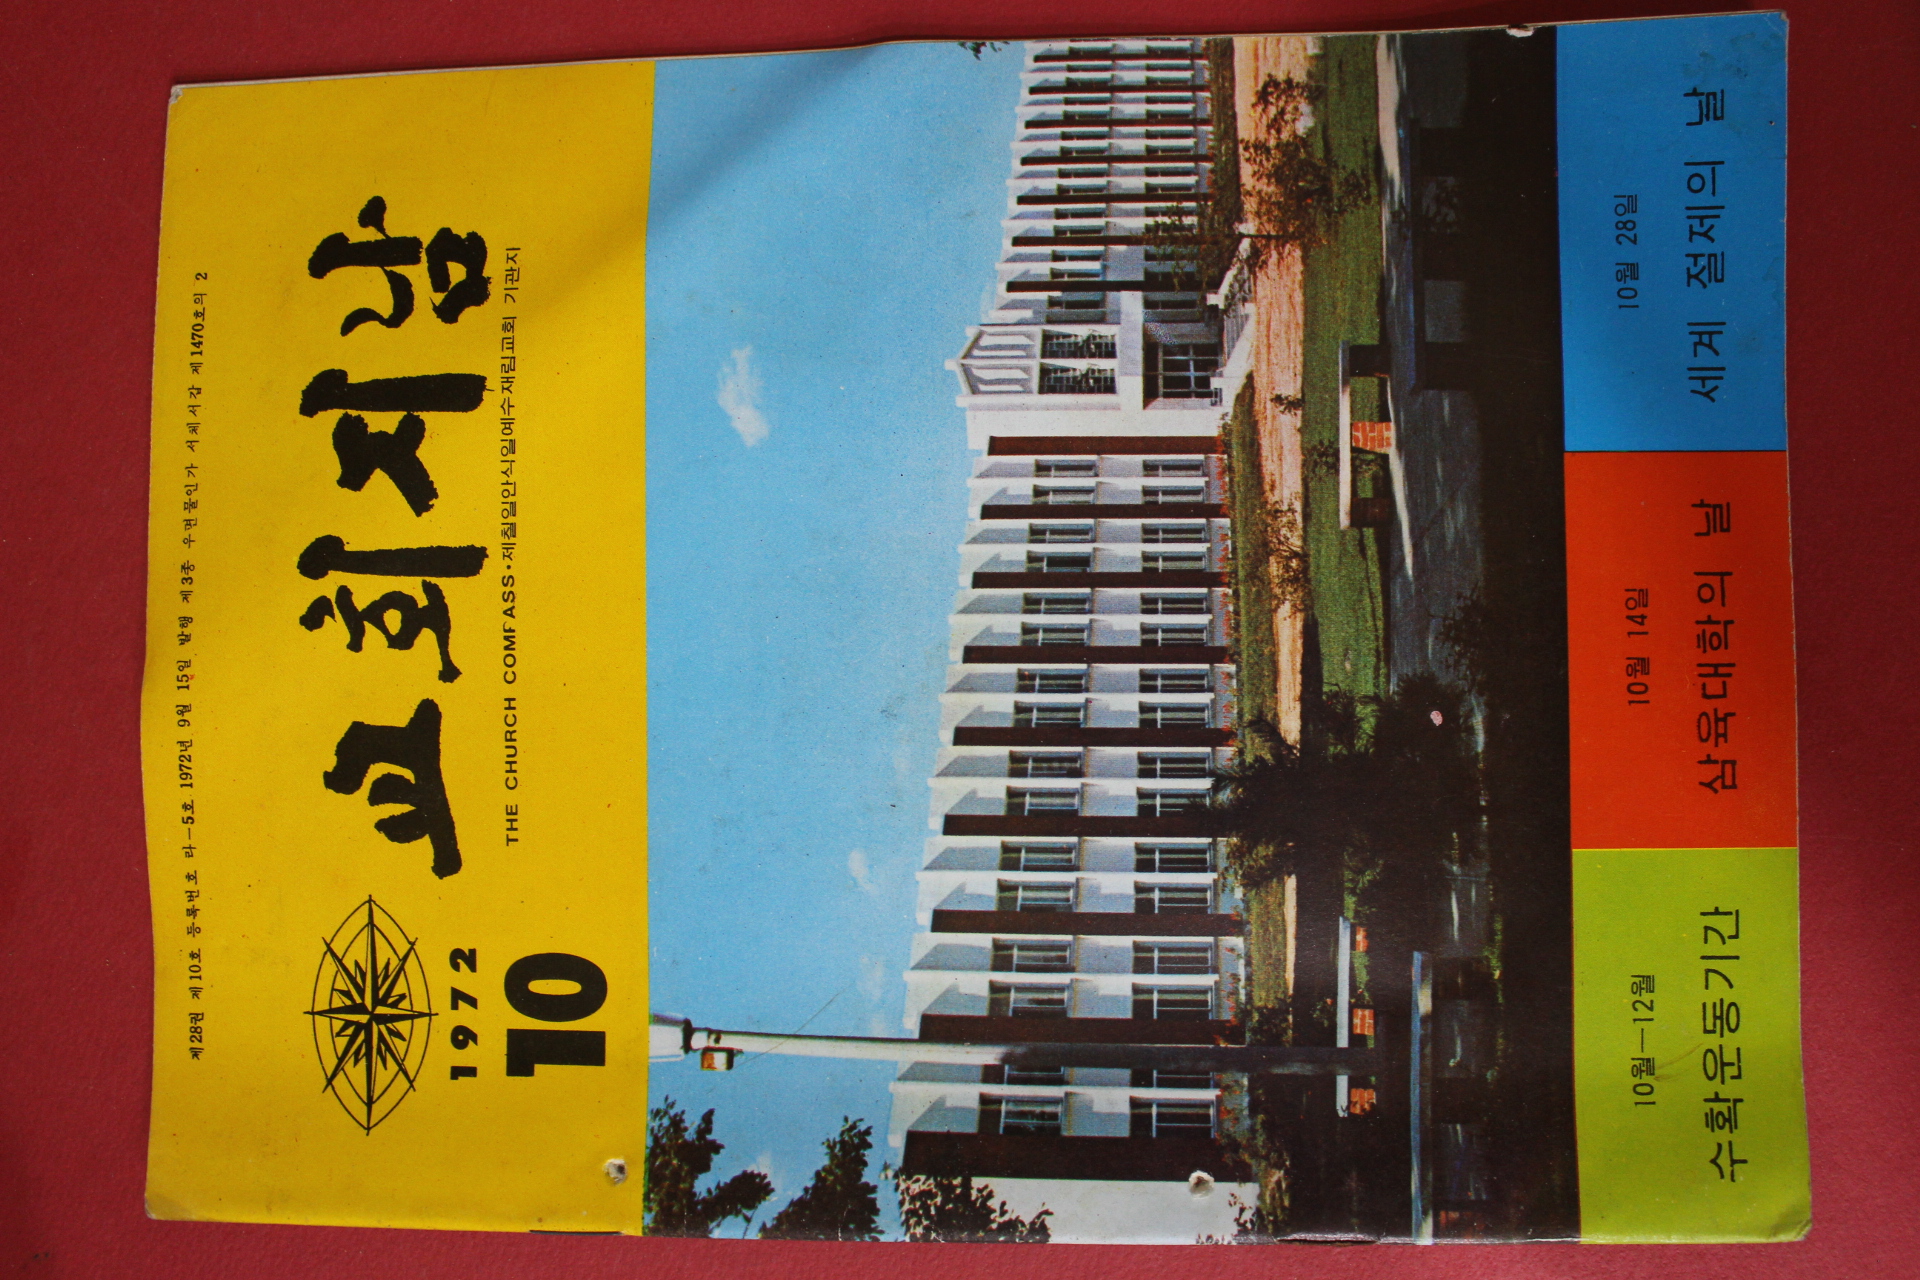 제28권 제10호 등록번호 라-5호 1972년 9월 15일 발행 제3종 우편물인가 서체서갑 제1470호의 2
교회지남
1972
10
THE CHURCH COMPASS·제칠일안식일예수재림교회 기관지
10월-12월
수확운동기간
10월 14일
삼육대학의 날
10월 28일
세계 절제의 날